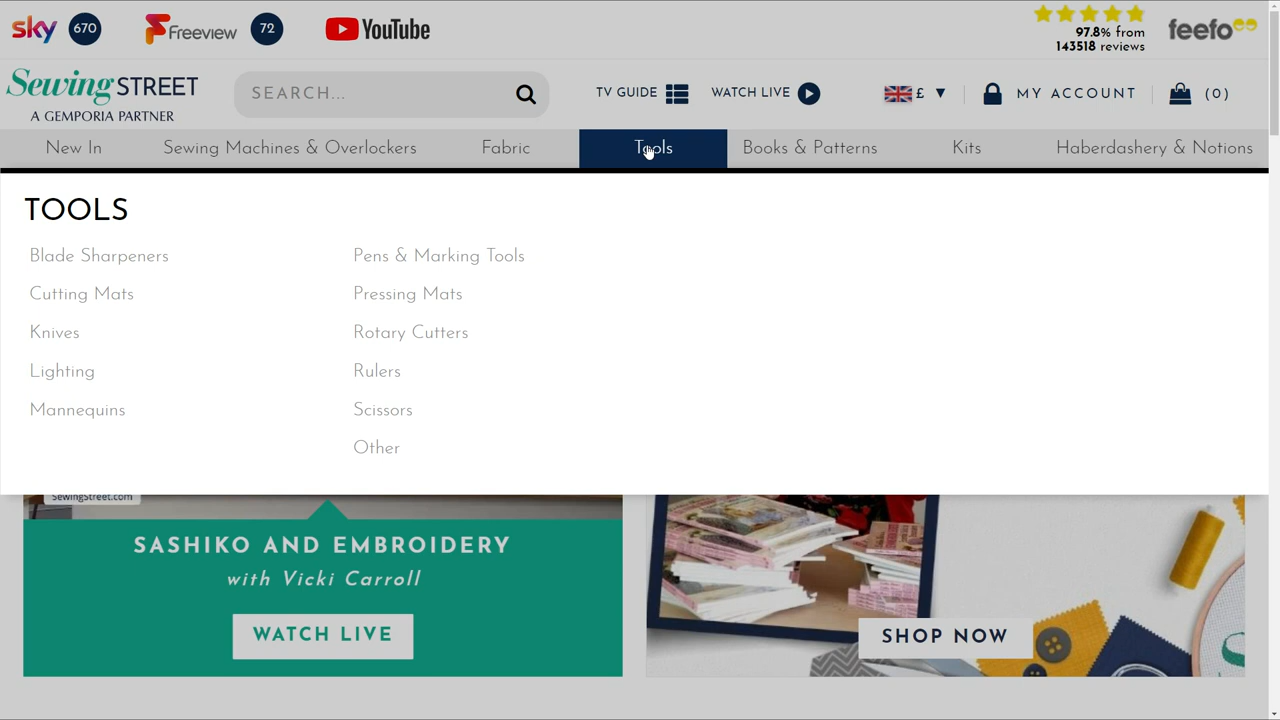 sky 670 Freeview 72 YouTube
97.8% from
143518 reviews
feefo
Sewing STREET
A GEMPORIA PARTNER
SEARCH...
TV GUIDE WATCH LIVE £ ▼ MY ACCOUNT (0)
New In Sewing Machines & Overlockers Fabric Tools Books & Patterns Kits Haberdashery & Notions
TOOLS
Blade Sharpeners
Cutting Mats
Knives
Lighting
Mannequins
Pens & Marking Tools
Pressing Mats
Rotary Cutters
Rulers
Scissors
Other
SewingStreet.com
SASHIKO AND EMBROIDERY
with Vicki Carroll
WATCH LIVE
SHOP NOW